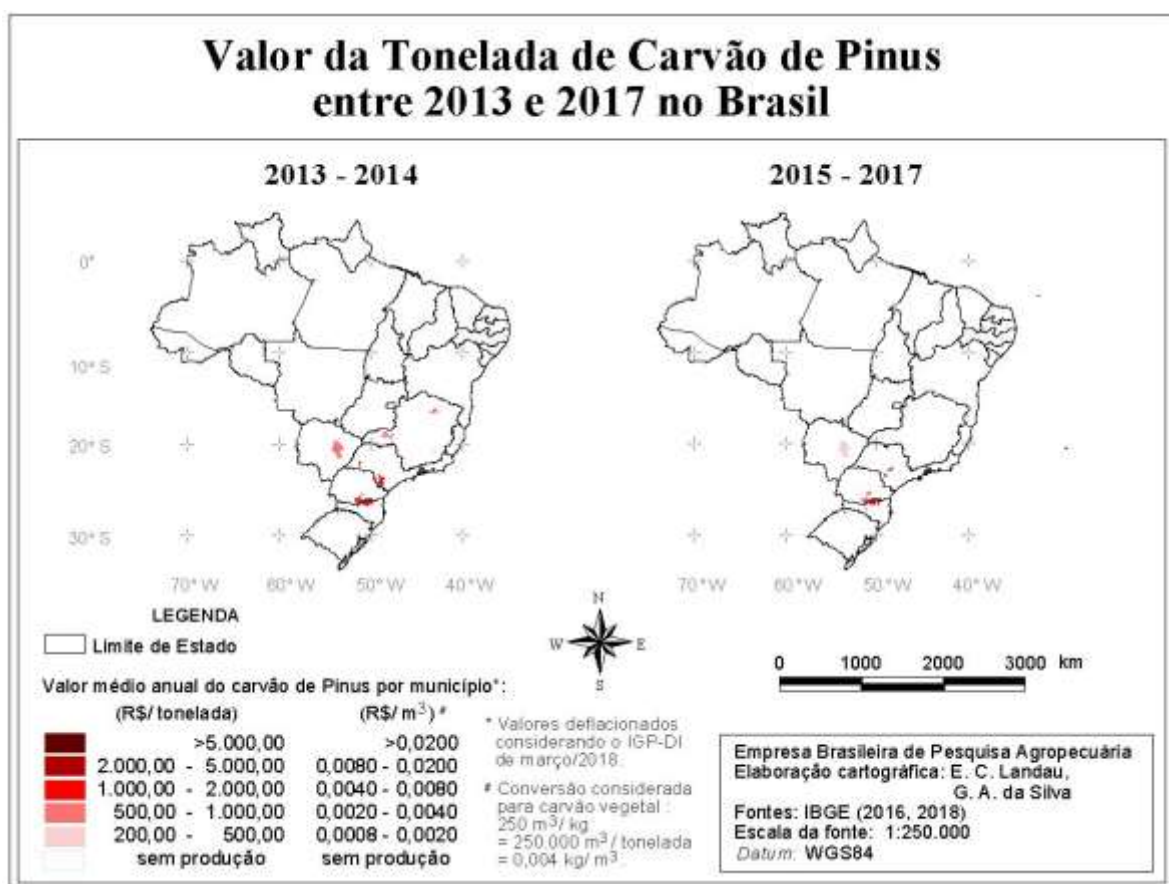 Valor da Tonelada de Carvão de Pinus
entre 2013 e 2017 no Brasil
2013 - 2014
2015 - 2017
0°
10° S
20° S
30° S
70° W 60° W 50° W 40° W
70° W 60° W 50° W 40° W
LEGENDA
Limite de Estado
Valor médio anual do carvão de Pinus por município*:
(R$/ tonelada) (R$/ m³) #
>5.000,00 >0,0200
2.000,00 - 5.000,00 0,0080 - 0,0200
1.000,00 - 2.000,00 0,0040 - 0,0080
500,00 - 1.000,00 0,0020 - 0,0040
200,00 - 500,00 0,0008 - 0,0020
sem produção sem produção
* Valores deflacionados
considerando o IGP-DI
de março/2018.
# Conversão considerada
para carvão vegetal :
250 m³/ kg
= 250.000 m³/ tonelada
= 0,004 kg/ m³
N
W E
S
0 1000 2000 3000 km
Empresa Brasileira de Pesquisa Agropecuária
Elaboração cartográfica: E. C. Landau,
G. A. da Silva
Fontes: IBGE (2016, 2018)
Escala da fonte: 1:250.000
Datum: WGS84